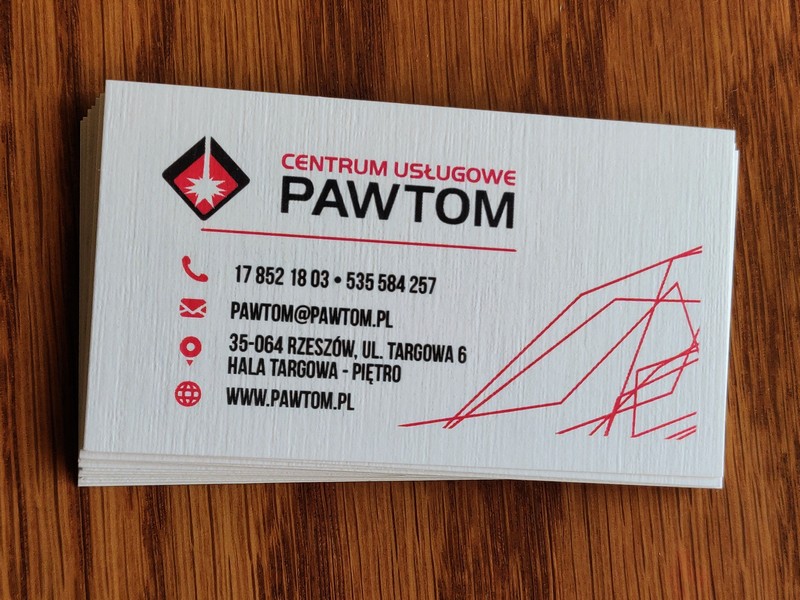 CENTRUM USŁUGOWE
PAWTOM
17 852 18 03 • 535 584 257
PAWTOM@PAWTOM.PL
35-064 RZESZÓW, UL. TARGOWA 6
HALA TARGOWA - PIĘTRO
WWW.PAWTOM.PL